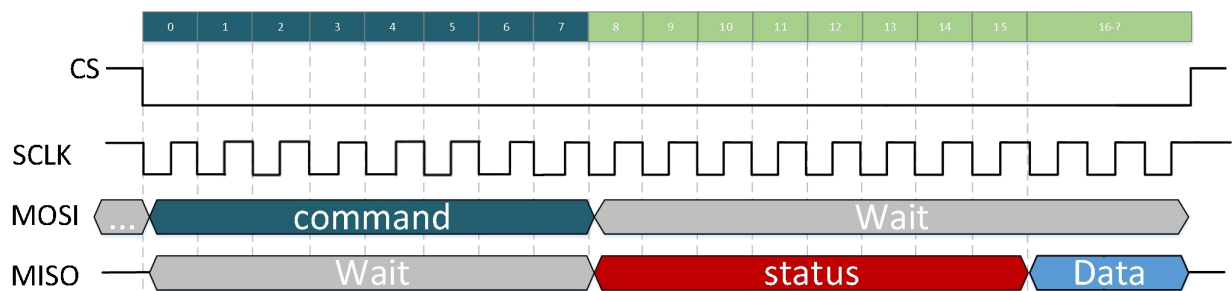 0 1 2 3 4 5 6 7 8 9 10 11 12 13 14 15 16-?
CS
SCLK
MOSI ... command Wait
MISO Wait status Data